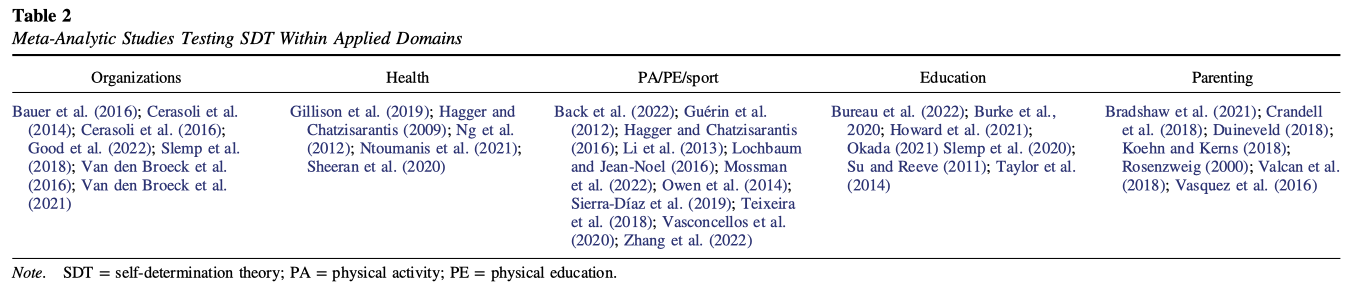 Table 2
Meta-Analytic Studies Testing SDT Within Applied Domains
Organizations
Bauer et al. (2016); Cerasoli et al.
(2014); Cerasoli et al. (2016);
Good et al. (2022); Slemp et al.
(2018); Van den Broeck et al.
(2016); Van den Broeck et al.
(2021)
Health
Gillison et al. (2019); Hagger and
Chatzisarantis (2009); Ng et al.
(2012); Ntoumanis et al. (2021);
Sheeran et al. (2020)
PA/PE/sport
Back et al. (2022); Guérin et al.
(2012); Hagger and Chatzisarantis
(2016); Li et al. (2013); Lochbaum
and Jean-Noel (2016); Mossman
et al. (2022); Owen et al. (2014);
Sierra-Díaz et al. (2019); Teixeira
et al. (2018); Vasconcellos et al.
(2020); Zhang et al. (2022)
Education
Bureau et al. (2022); Burke et al.,
2020; Howard et al. (2021);
Okada (2021) Slemp et al. (2020);
Su and Reeve (2011); Taylor et al.
(2014)
Parenting
Bradshaw et al. (2021); Crandell
et al. (2018); Duineveld (2018);
Koehn and Kerns (2018);
Rosenzweig (2000); Valcan et al.
(2018); Vasquez et al. (2016)
Note. SDT = self-determination theory; PA = physical activity; PE = physical education.